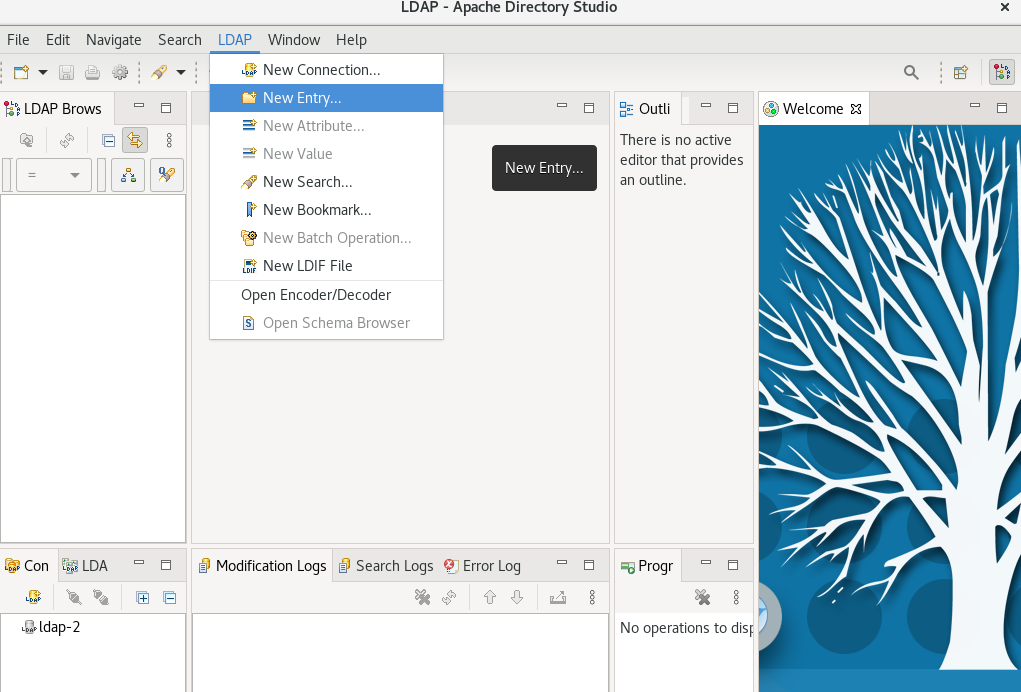 LDAP - Apache Directory Studio
File Edit Navigate Search LDAP Window Help
LDAP Brows
Outli
Welcome
=
New Connection...
New Entry...
New Attribute...
New Value
New Search...
New Bookmark...
New Batch Operation...
New LDIF File
Open Encoder/Decoder
Open Schema Browser
New Entry...
There is no active
editor that provides
an outline.
Con
LDA
Modification Logs
Search Logs
Error Log
Progr
ldap-2
No operations to disp